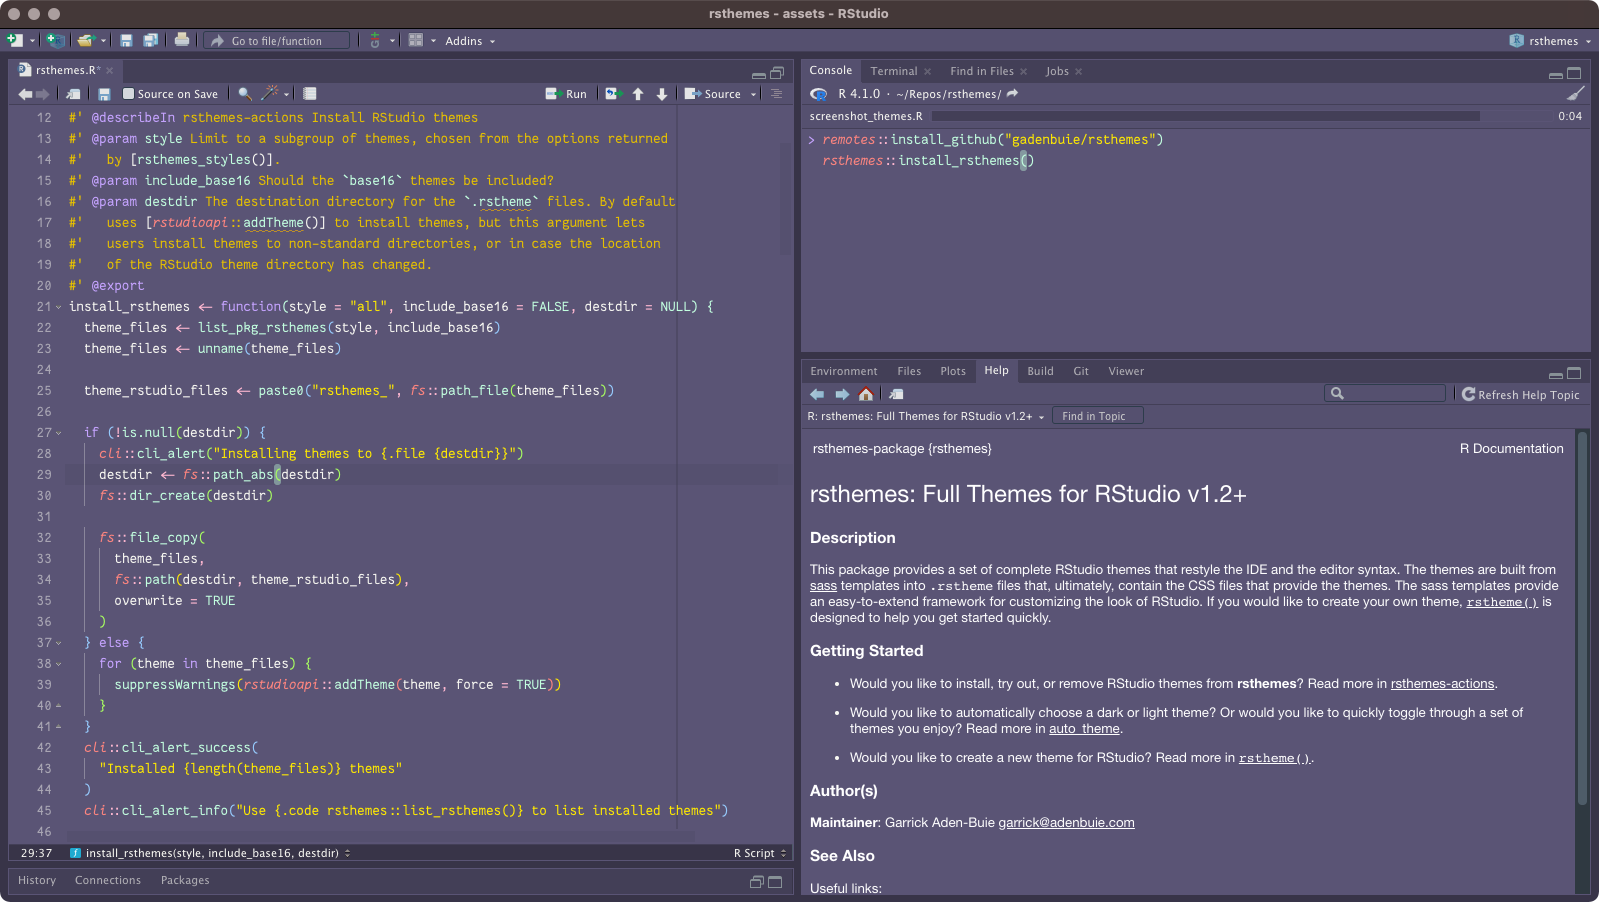 rsthemes - assets - RStudio
Go to file/function
Addins
rsthemes
rsthemes.R*
Source on Save
Run
Source
12 #' @describeIn rsthemes-actions Install RStudio themes
13 #' @param style Limit to a subgroup of themes, chosen from the options returned
14 #'   by [rsthemes_styles()].
15 #' @param include_base16 Should the `base16` themes be included?
16 #' @param destdir The destination directory for the `.rstheme` files. By default
17 #'   uses [rstudioapi::addTheme()] to install themes, but this argument lets
18 #'   users install themes to non-standard directories, or in case the location
19 #'   of the RStudio theme directory has changed.
20 #' @export
21 install_rsthemes <- function(style = "all", include_base16 = FALSE, destdir = NULL) {
22   theme_files <- list_pkg_rsthemes(style, include_base16)
23   theme_files <- unname(theme_files)
24
25   theme_rstudio_files <- paste0("rsthemes_", fs::path_file(theme_files))
26
27   if (!is.null(destdir)) {
28     cli::cli_alert("Installing themes to {.file {destdir}}")
29     destdir <- fs::path_abs(destdir)
30     fs::dir_create(destdir)
31
32     fs::file_copy(
33       theme_files,
34       fs::path(destdir, theme_rstudio_files),
35       overwrite = TRUE
36     )
37   } else {
38     for (theme in theme_files) {
39       suppressWarnings(rstudioapi::addTheme(theme, force = TRUE))
40     }
41   }
42   cli::cli_alert_success(
43     "Installed {length(theme_files)} themes"
44   )
45   cli::cli_alert_info("Use {.code rsthemes::list_rsthemes()} to list installed themes")
46
29:37 install_rsthemes(style, include_base16, destdir) R Script
History Connections Packages
Console Terminal Find in Files Jobs
R 4.1.0 · ~/Repos/rsthemes/
screenshot_themes.R 0:04
> remotes::install_github("gadenbuie/rsthemes")
rsthemes::install_rsthemes()
Environment Files Plots Help Build Git Viewer
Refresh Help Topic
R: rsthemes: Full Themes for RStudio v1.2+ Find in Topic
rsthemes-package {rsthemes} R Documentation
rsthemes: Full Themes for RStudio v1.2+
Description
This package provides a set of complete RStudio themes that restyle the IDE and the editor syntax. The themes are built from
sass templates into .rstheme files that, ultimately, contain the CSS files that provide the themes. The sass templates provide
an easy-to-extend framework for customizing the look of RStudio. If you would like to create your own theme, rstheme() is
designed to help you get started quickly.
Getting Started
• Would you like to install, try out, or remove RStudio themes from rsthemes? Read more in rsthemes-actions.
• Would you like to automatically choose a dark or light theme? Or would you like to quickly toggle through a set of
themes you enjoy? Read more in auto_theme.
• Would you like to create a new theme for RStudio? Read more in rstheme().
Author(s)
Maintainer: Garrick Aden-Buie garrick@adenbuie.com
See Also
Useful links: